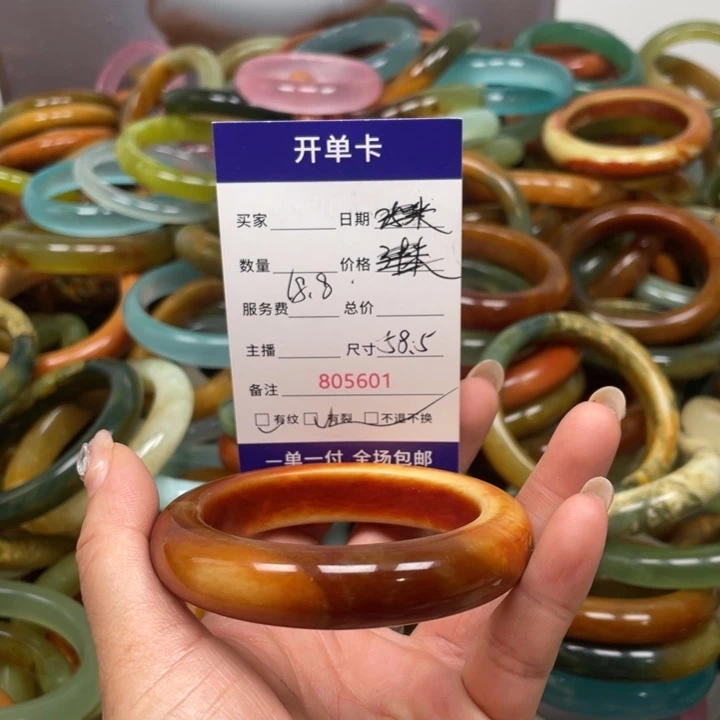 开单卡
买家 日期
数量 价格
18.8
服务费 总价
主播 尺寸 58.5
备注 805601
□有纹 □有裂 □不退不换
一单一付 全场包邮